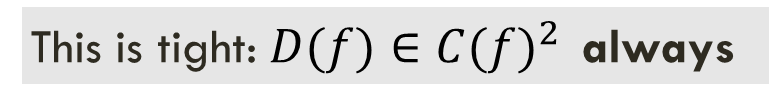 This is tight: 𝐷(𝑓) ∈ 𝐶(𝑓)² always